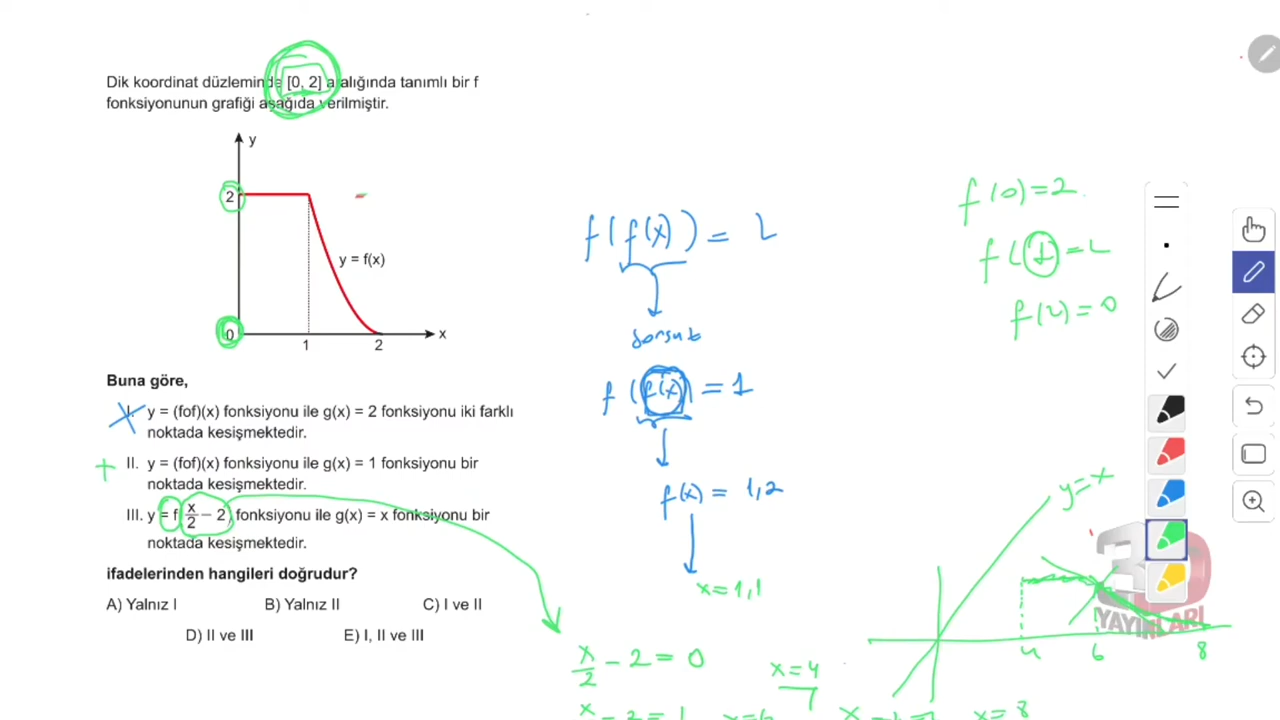 Dik koordinat düzleminde [0, 2] aralığında tanımlı bir f
fonksiyonunun grafiği aşağıda verilmiştir.
y
2
y = f(x)
0
1
2
x
Buna göre,
I. y = (fof)(x) fonksiyonu ile g(x) = 2 fonksiyonu iki farklı
noktada kesişmektedir.
II. y = (fof)(x) fonksiyonu ile g(x) = 1 fonksiyonu bir
noktada kesişmektedir.
III. y = f(x/2 − 2) fonksiyonu ile g(x) = x fonksiyonu bir
noktada kesişmektedir.
ifadelerinden hangileri doğrudur?
A) Yalnız I B) Yalnız II C) I ve II
D) II ve III E) I, II ve III
f(f(x)) = 2
f(f(x)) = 1
f(x) = 1,2
x = 1,1
f(0) = 2
f(1) = 2
f(2) = 0
y = x
4 6 8
3D
YAYINLARI
x/2 − 2 = 0
x = 4
x = 6
x = 8